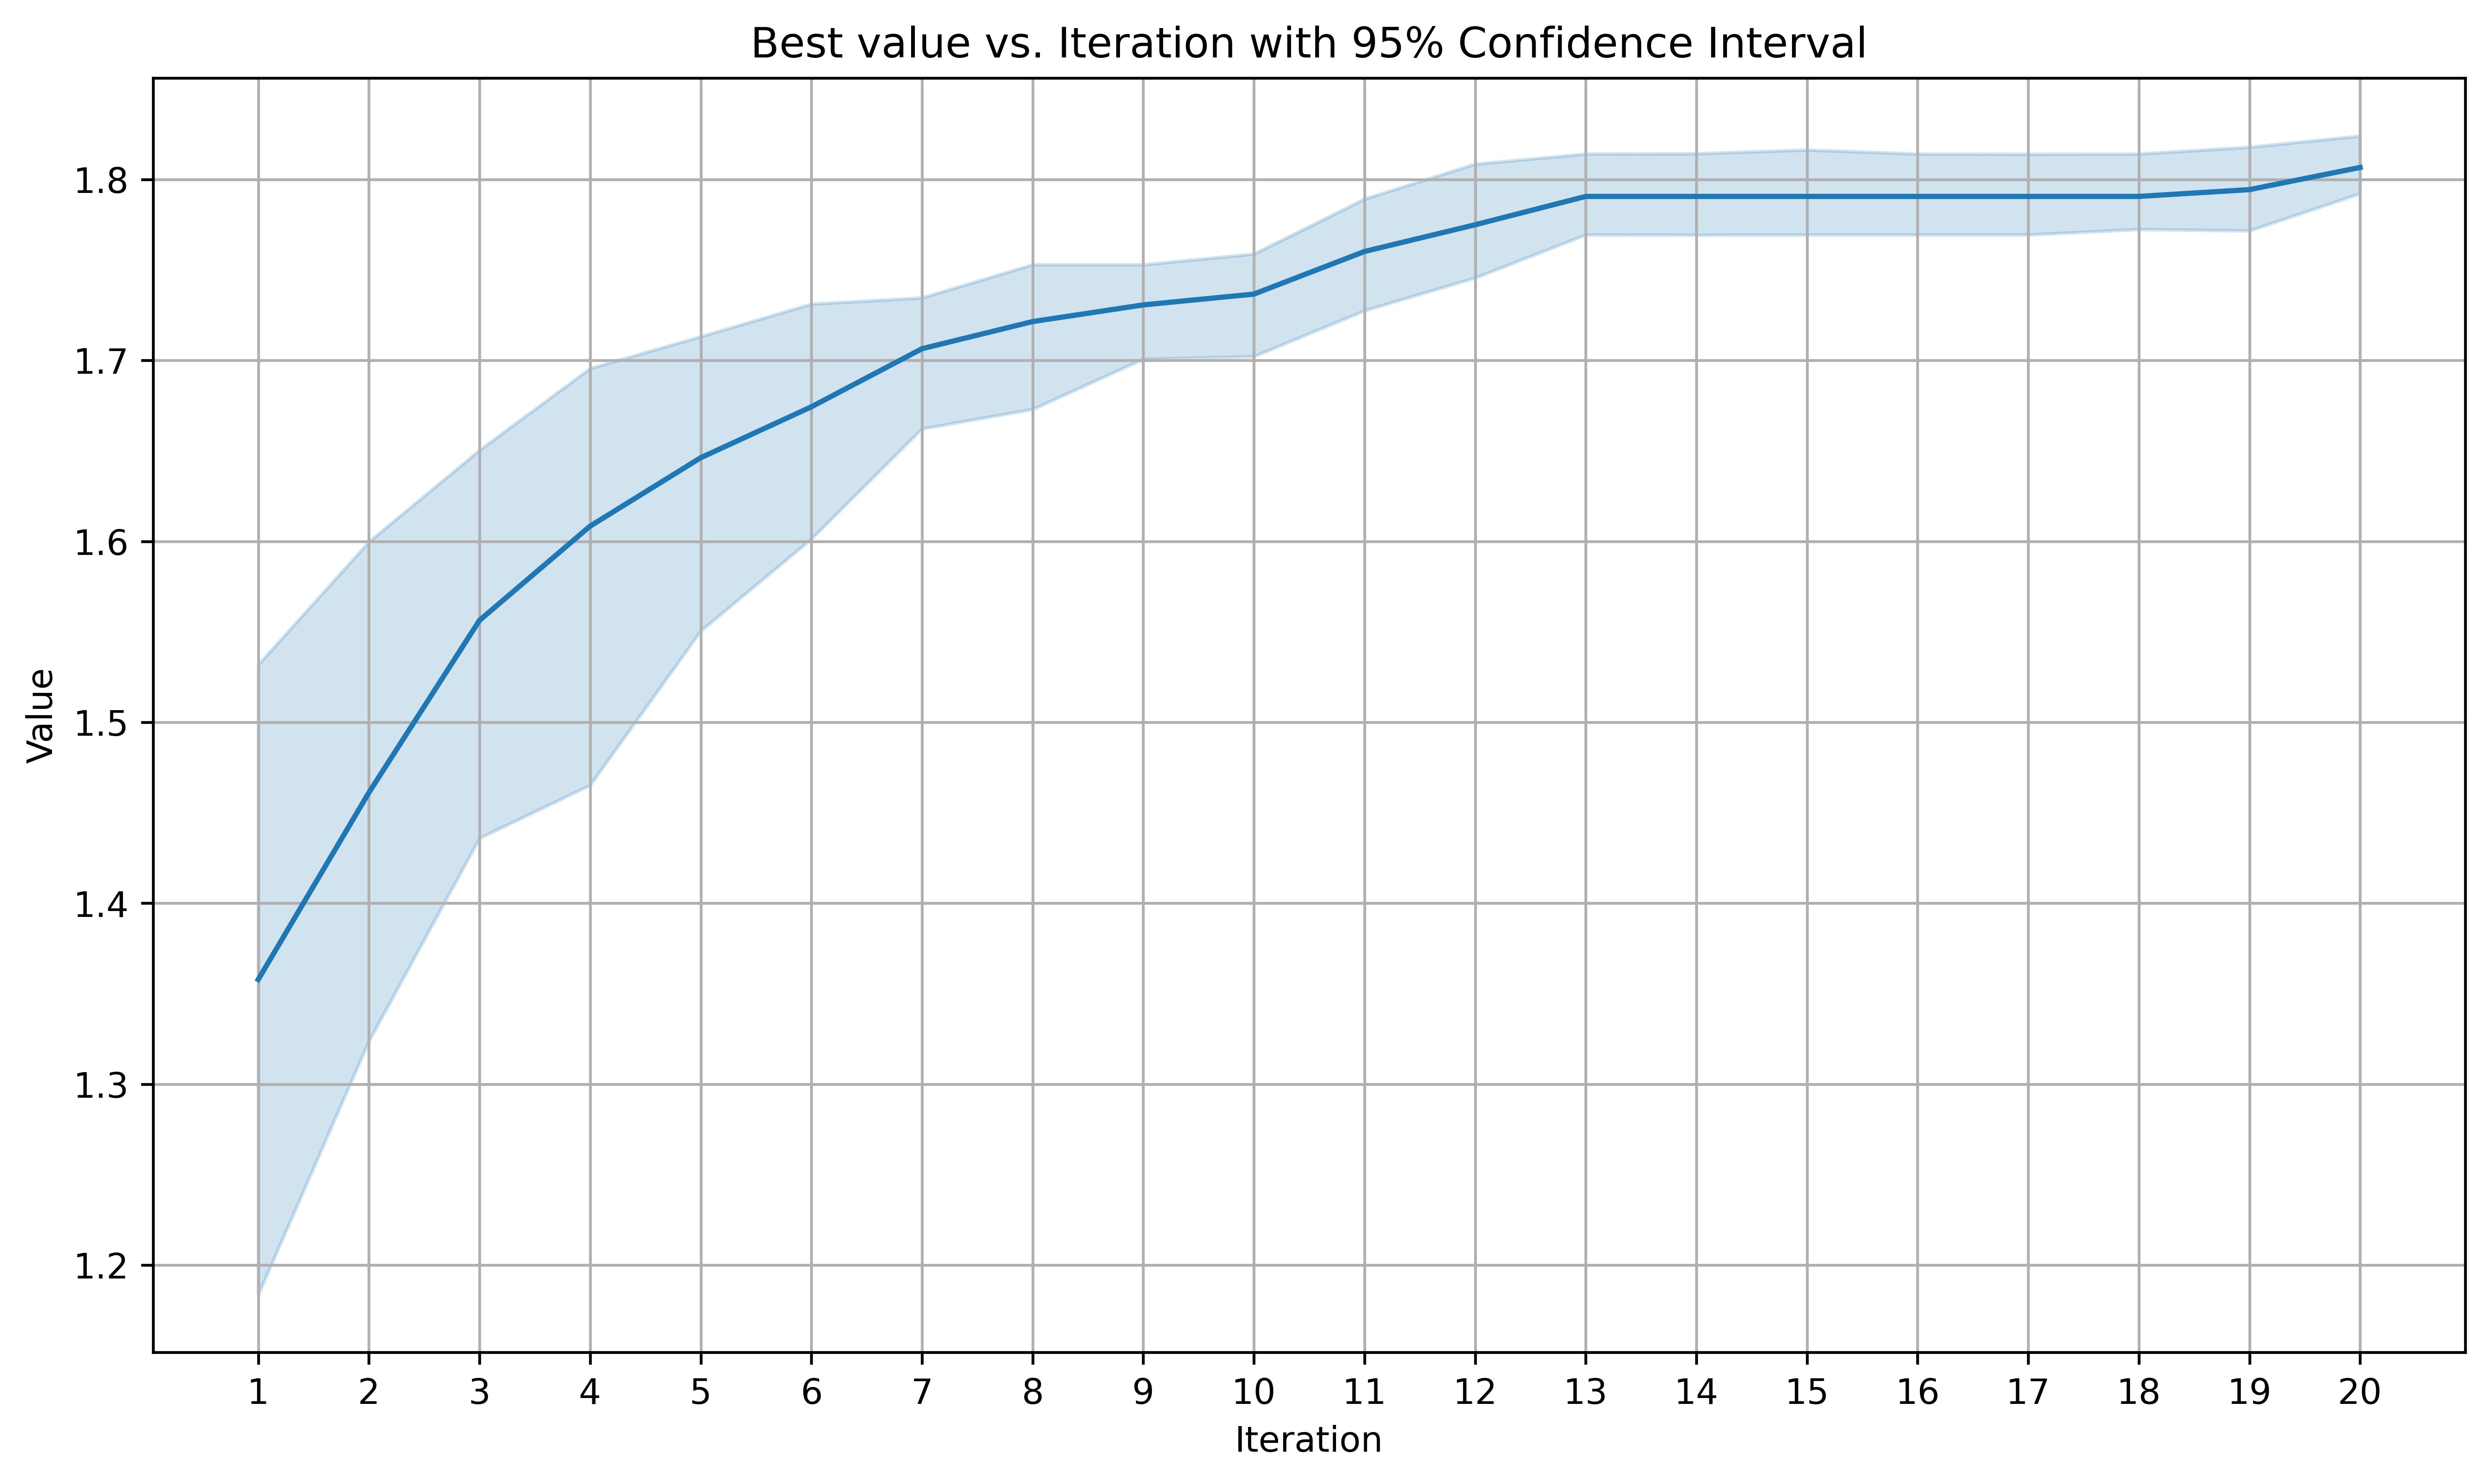 Best value vs. Iteration with 95% Confidence Interval
Value
1.8
1.7
1.6
1.5
1.4
1.3
1.2
1 2 3 4 5 6 7 8 9 10 11 12 13 14 15 16 17 18 19 20
Iteration